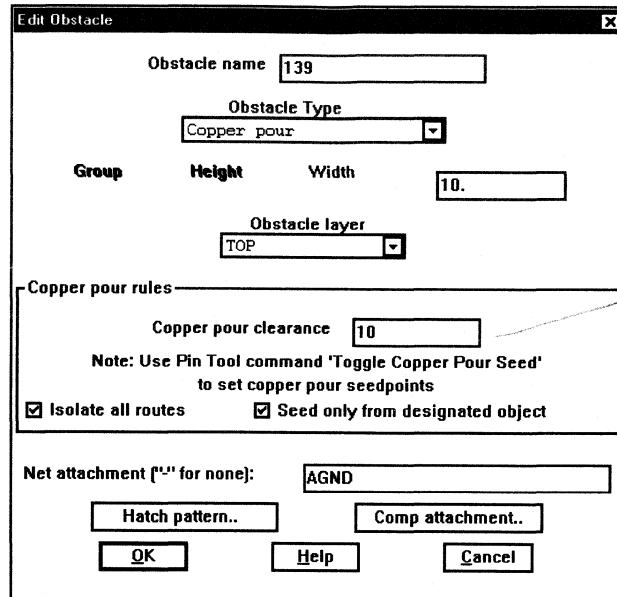 Edit Obstacle
Obstacle name 139
Obstacle Type
Copper pour
Group Height Width 10.
Obstacle layer
TOP
Copper pour rules
Copper pour clearance 10
Note: Use Pin Tool command 'Toggle Copper Pour Seed'
to set copper pour seedpoints
Isolate all routes Seed only from designated object
Net attachment ("-" for none): AGND
Hatch pattern.. Comp attachment..
OK Help Cancel